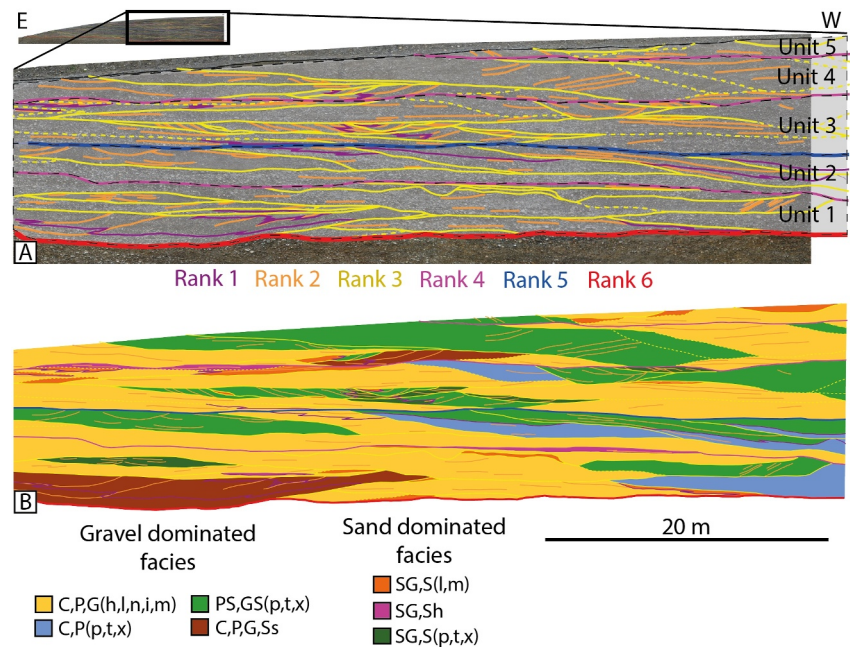 E W
Unit 5
Unit 4
Unit 3
Unit 2
Unit 1
A
Rank 1 Rank 2 Rank 3 Rank 4 Rank 5 Rank 6
B
Gravel dominated
facies
Sand dominated
facies
20 m
C,P,G(h,l,n,i,m)
PS,GS(p,t,x)
C,P(p,t,x)
C,P,G,Ss
SG,S(l,m)
SG,Sh
SG,S(p,t,x)